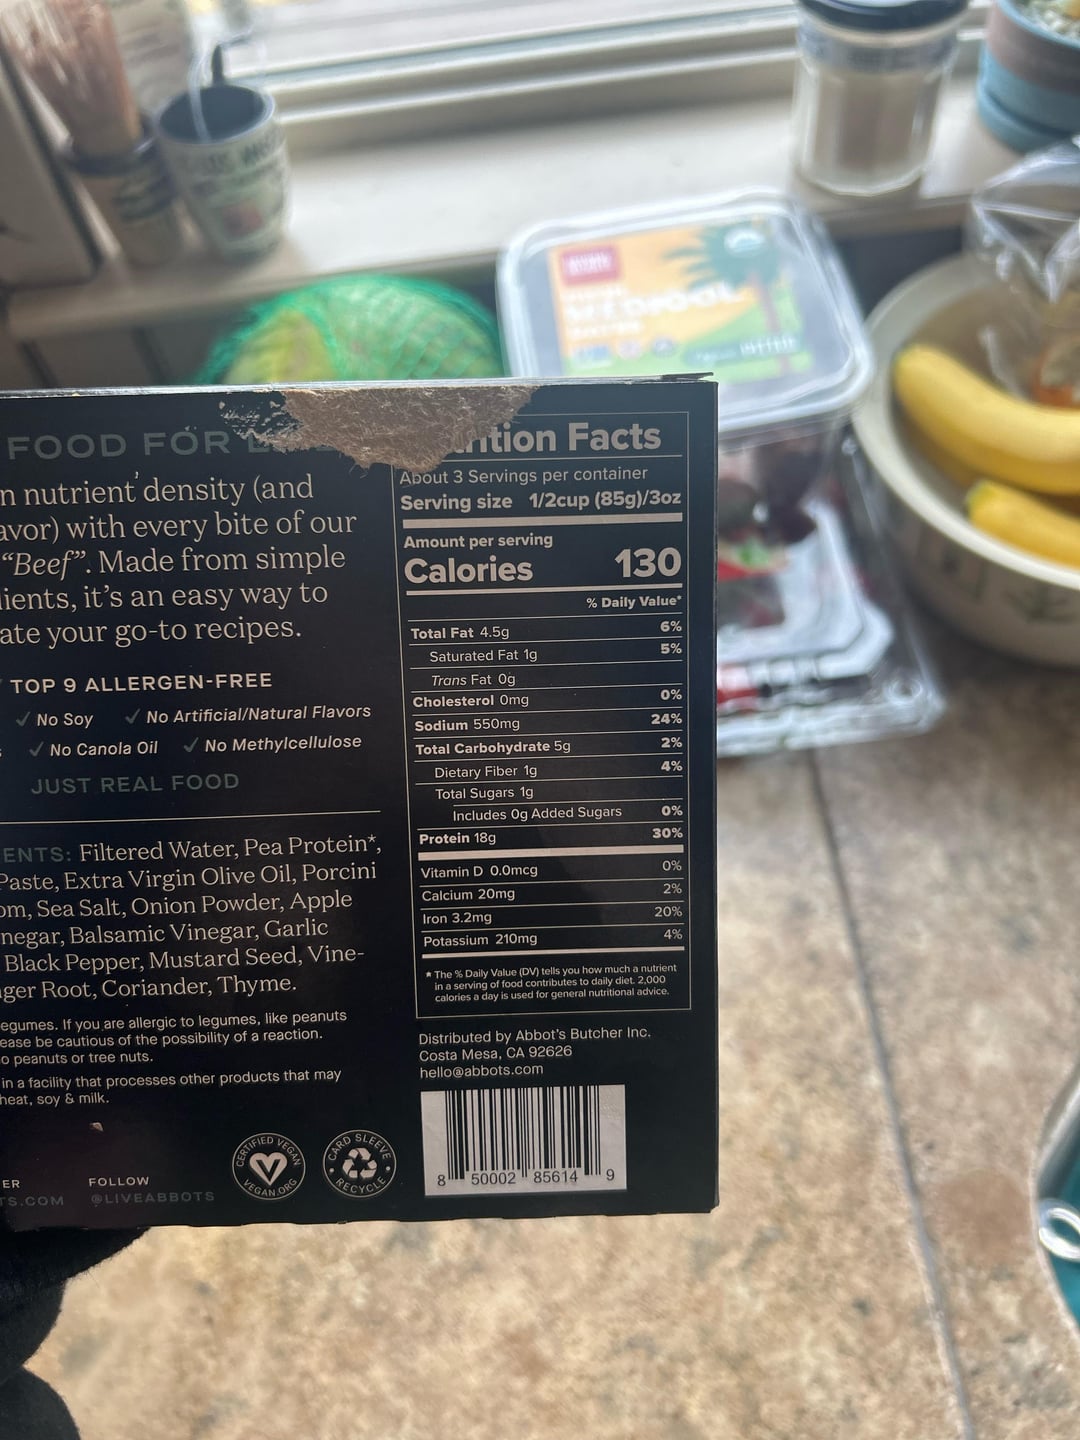 FOOD FOR
n nutrient density (and
avor) with every bite of our
"Beef". Made from simple
ients, it's an easy way to
ate your go-to recipes.
TOP 9 ALLERGEN-FREE
✓ No Soy ✓ No Artificial/Natural Flavors
✓ No Canola Oil ✓ No Methylcellulose
JUST REAL FOOD
ENTS: Filtered Water, Pea Protein*,
Paste, Extra Virgin Olive Oil, Porcini
om, Sea Salt, Onion Powder, Apple
negar, Balsamic Vinegar, Garlic
Black Pepper, Mustard Seed, Vine-
ger Root, Coriander, Thyme.
egumes. If you are allergic to legumes, like peanuts
ease be cautious of the possibility of a reaction.
o peanuts or tree nuts.
in a facility that processes other products that may
heat, soy & milk.
ER
TS.COM
FOLLOW
@LIVEABBOTS
CERTIFIED VEGAN
VEGAN.ORG
CARD SLEEVE
RECYCLE
ition Facts
About 3 Servings per container
Serving size 1/2cup (85g)/3oz
Amount per serving
Calories 130
% Daily Value*
Total Fat 4.5g 6%
Saturated Fat 1g 5%
Trans Fat 0g
Cholesterol 0mg 0%
Sodium 550mg 24%
Total Carbohydrate 5g 2%
Dietary Fiber 1g 4%
Total Sugars 1g
Includes 0g Added Sugars 0%
Protein 18g 30%
Vitamin D 0.0mcg 0%
Calcium 20mg 2%
Iron 3.2mg 20%
Potassium 210mg 4%
* The % Daily Value (DV) tells you how much a nutrient
in a serving of food contributes to daily diet. 2,000
calories a day is used for general nutritional advice.
Distributed by Abbot's Butcher Inc.
Costa Mesa, CA 92626
hello@abbots.com
8 50002 85614 9